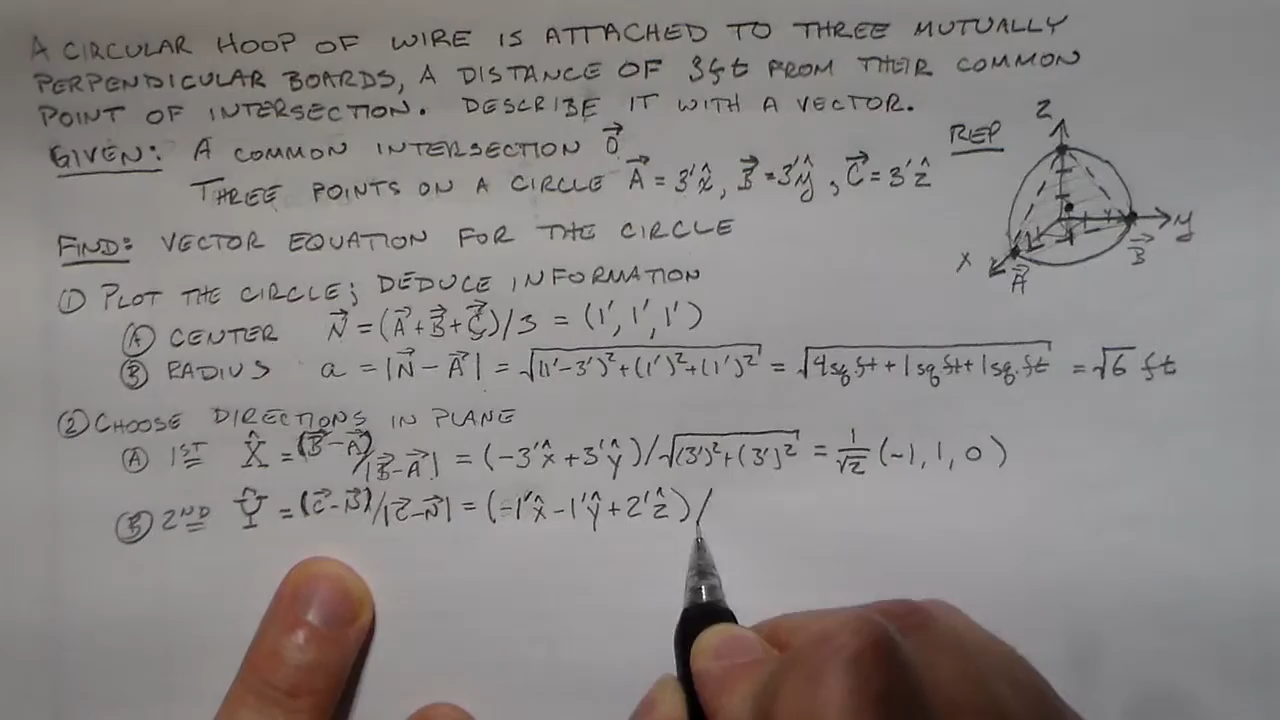 A CIRCULAR HOOP OF WIRE IS ATTACHED TO THREE MUTUALLY
PERPENDICULAR BOARDS, A DISTANCE OF 3ft FROM THEIR COMMON
POINT OF INTERSECTION. DESCRIBE IT WITH A VECTOR.
GIVEN: A COMMON INTERSECTION O⃗
THREE POINTS ON A CIRCLE A⃗ = 3'x̂, B⃗ = 3'ŷ, C⃗ = 3'ẑ
REP
Z
y
X
A⃗
B⃗
FIND: VECTOR EQUATION FOR THE CIRCLE
① PLOT THE CIRCLE; DEDUCE INFORMATION
Ⓐ CENTER N⃗ = (A⃗+B⃗+C⃗)/3 = (1', 1', 1')
Ⓑ RADIUS a = |N⃗ - A⃗| = √((1'-3')²+(1')²+(1')²) = √(4sq ft + 1sq ft + 1sq. ft) = √6 ft
② CHOOSE DIRECTIONS IN PLANE
Ⓐ 1ST X̂ = (B⃗-A⃗)/|B⃗-A⃗| = (-3'x̂ + 3'ŷ)/√((3')²+(3')²) = 1/√2 (-1, 1, 0)
Ⓑ 2ND Ŷ = (C⃗-N⃗)/|C⃗-N⃗| = (-1'x̂ - 1'ŷ + 2'ẑ)/